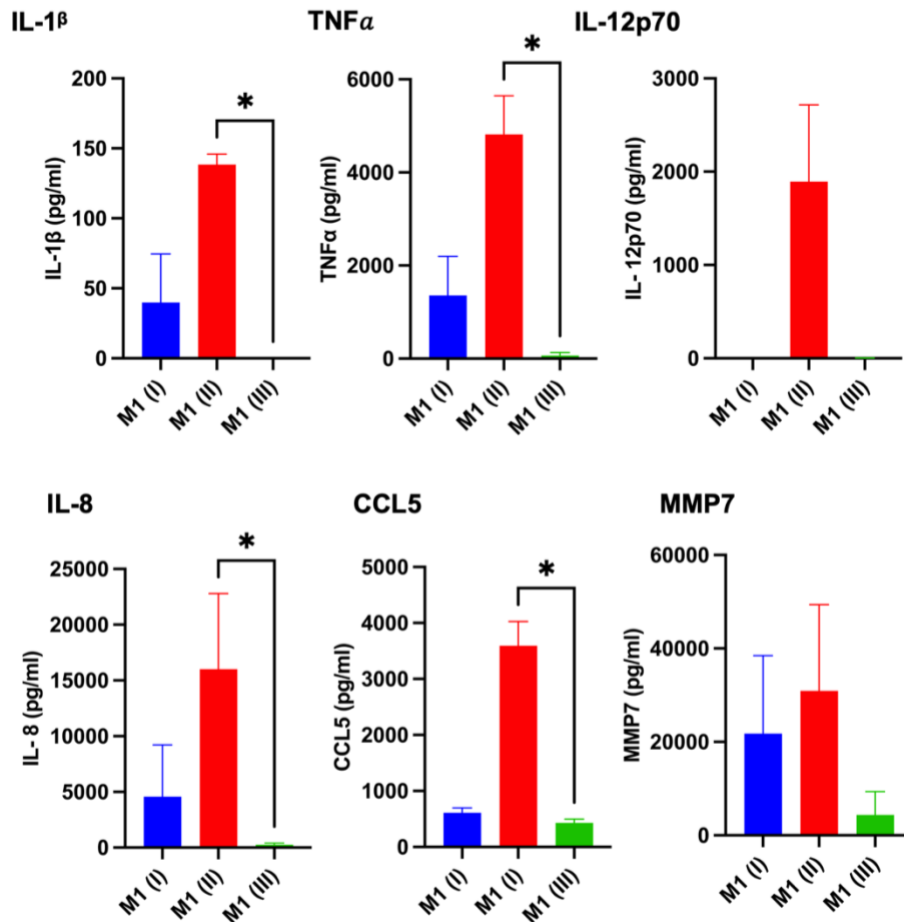 IL-1β
TNFα
IL-12p70
*
*
200
150
100
50
0
IL-1β (pg/ml)
M1 (I)
M1 (II)
M1 (III)
6000
4000
2000
0
TNFα (pg/ml)
M1 (I)
M1 (II)
M1 (III)
3000
2000
1000
0
IL- 12p70 (pg/ml)
M1 (I)
M1 (II)
M1 (III)
IL-8
CCL5
MMP7
*
*
25000
20000
15000
10000
5000
0
IL- 8 (pg/ml)
M1 (I)
M1 (II)
M1 (III)
5000
4000
3000
2000
1000
0
CCL5 (pg/ml)
M1 (I)
M1 (I)
M1 (III)
60000
40000
20000
0
MMP7 (pg/ml)
M1 (I)
M1 (II)
M1 (III)